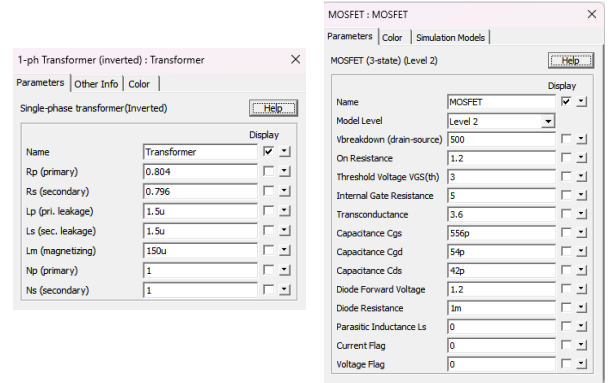 1-ph Transformer (inverted) : Transformer
Parameters Other Info Color
Single-phase transformer(Inverted) Help
Display
Name Transformer
Rp (primary) 0.804
Rs (secondary) 0.796
Lp (pri. leakage) 1.5u
Ls (sec. leakage) 1.5u
Lm (magnetizing) 150u
Np (primary) 1
Ns (secondary) 1
MOSFET : MOSFET
Parameters Color Simulation Models
MOSFET (3-state) (Level 2) Help
Display
Name MOSFET
Model Level Level 2
Vbreakdown (drain-source) 500
On Resistance 1.2
Threshold Voltage VGS(th) 3
Internal Gate Resistance 5
Transconductance 3.6
Capacitance Cgs 556p
Capacitance Cgd 54p
Capacitance Cds 42p
Diode Forward Voltage 1.2
Diode Resistance 1m
Parasitic Inductance Ls 0
Current Flag 0
Voltage Flag 0